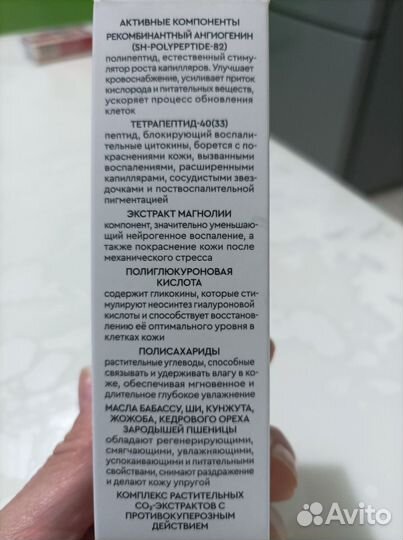 АКТИВНЫЕ КОМПОНЕНТЫ
РЕКОМБИНАНТНЫЙ АНГИОГЕНИН
(SH-POLYPEPTIDE-82)
полипептид, естественный стиму-
лятор роста капилляров. Улучшает
кровоснабжение, усиливает приток
кислорода и питательных веществ,
ускоряет процесс обновления
клеток
ТЕТРАПЕПТИД-40(33)
пептид, блокирующий воспали-
тельные цитокины, борется с по-
краснениями кожи, вызванными
воспалениями, расширенными
капиллярами, сосудистыми звез-
дочками и поствоспалительной
пигментацией
ЭКСТРАКТ МАГНОЛИИ
компонент, значительно уменьшаю-
щий нейрогенное воспаление, а
также покраснение кожи после
механического стресса
ПОЛИГЛЮКУРОНОВАЯ
КИСЛОТА
содержит гликокины, которые сти-
мулируют неосинтез гиалуроновой
кислоты и способствует восстанов-
лению её оптимального уровня в
клетках кожи
ПОЛИСАХАРИДЫ
растительные углеводы, способные
связывать и удерживать влагу в ко-
же, обеспечивая мгновенное и
длительное глубокое увлажнение
МАСЛА БАБАССУ, ШИ, КУНЖУТА,
ЖОЖОБА, КЕДРОВОГО ОРЕХА
ЗАРОДЫШЕЙ ПШЕНИЦЫ
обладают регенерирующими,
смягчающими, увлажняющими,
успокаивающими и питательными
свойствами, снимают раздражение
и делают кожу упругой
КОМПЛЕКС РАСТИТЕЛЬНЫХ
CO₂-ЭКСТРАКТОВ С
ПРОТИВОКУПЕРОЗНЫМ
ДЕЙСТВИЕМ
Avito